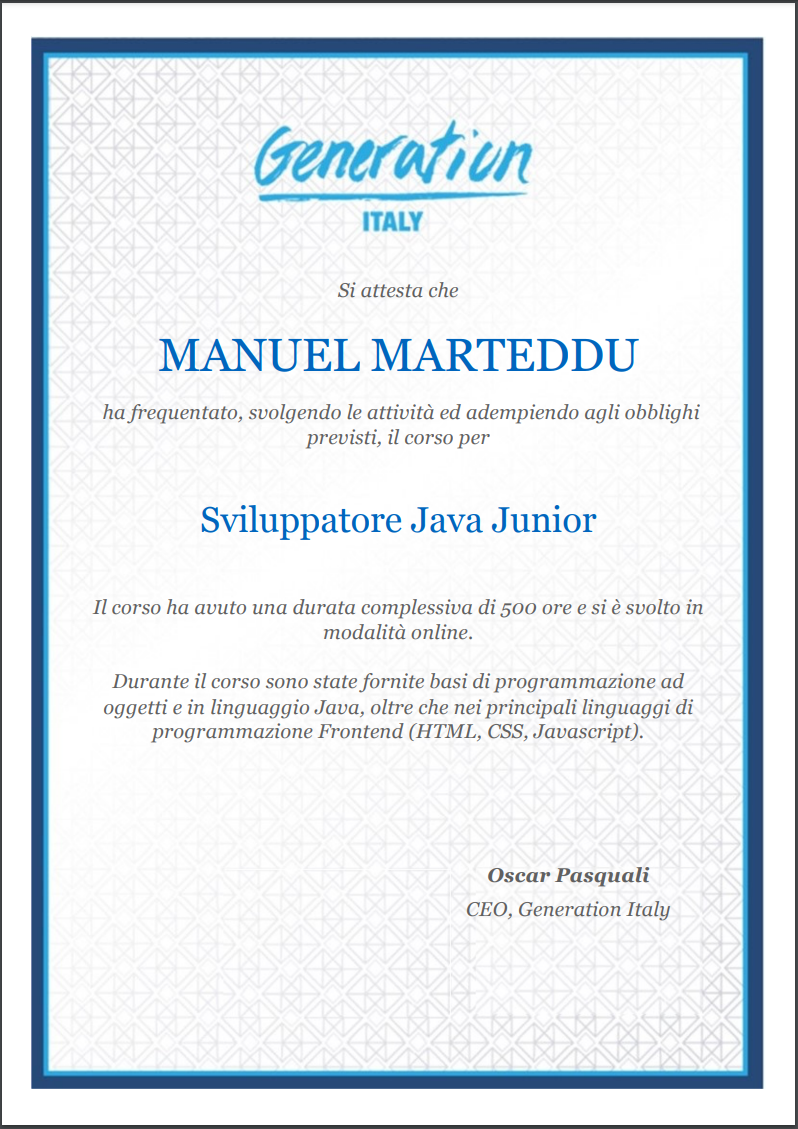 Generation
ITALY
Si attesta che
MANUEL MARTEDDU
ha frequentato, svolgendo le attività ed adempiendo agli obblighi
previsti, il corso per
Sviluppatore Java Junior
Il corso ha avuto una durata complessiva di 500 ore e si è svolto in
modalità online.
Durante il corso sono state fornite basi di programmazione ad
oggetti e in linguaggio Java, oltre che nei principali linguaggi di
programmazione Frontend (HTML, CSS, Javascript).
Oscar Pasquali
CEO, Generation Italy